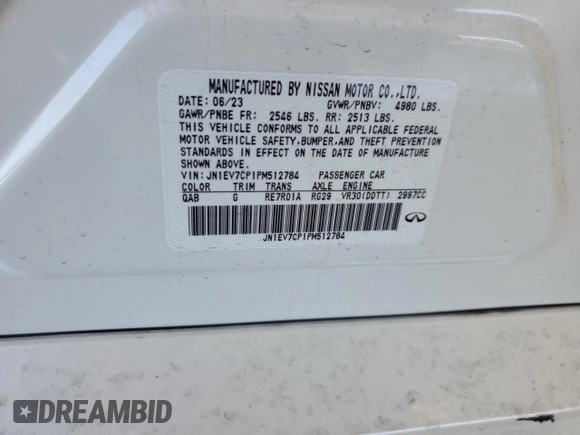 MANUFACTURED BY NISSAN MOTOR CO.,LTD.
DATE: 06/23 GVWR/PNBV: 4980 LBS.
GAWR/PNBE FR: 2546 LBS. RR: 2513 LBS.
THIS VEHICLE CONFORMS TO ALL APPLICABLE FEDERAL
MOTOR VEHICLE SAFETY,BUMPER,AND THEFT PREVENTION
STANDARDS IN EFFECT ON THE DATE OF MANUFACTURE
SHOWN ABOVE.
VIN: JN1EV7CP1PM512784 PASSENGER CAR
COLOR TRIM TRANS AXLE ENGINE
QAB G RE7R01A RG29 VR30(DDTT) 2997CC
JN1EV7CP1PM512784
DREAMBID